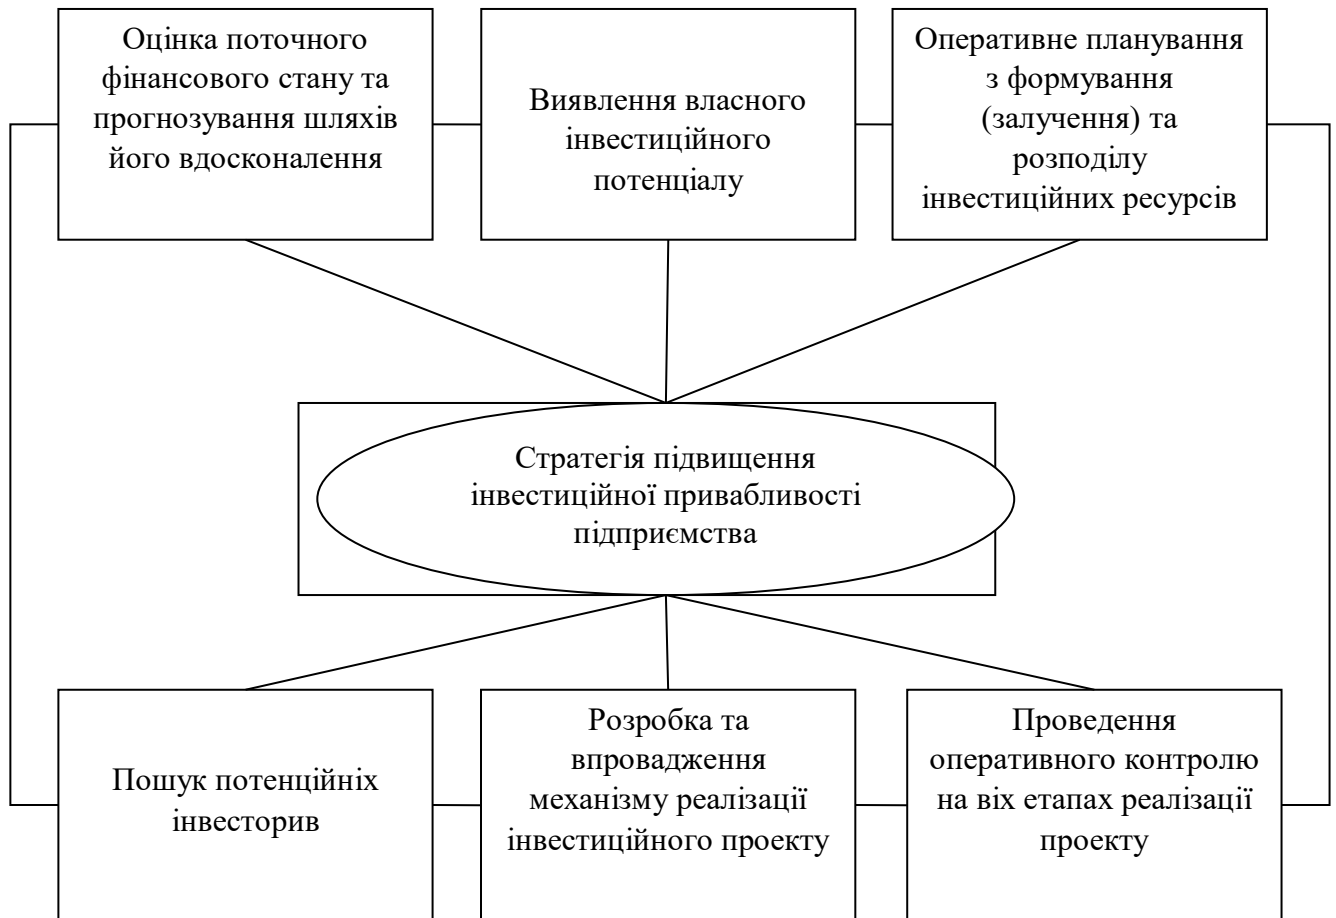 Оцінка поточного
фінансового стану та
прогнозування шляхів
його вдосконалення
Виявлення власного
інвестиційного
потенціалу
Оперативне планування
з формування
(залучення) та
розподілу
інвестиційних ресурсів
Стратегія підвищення
інвестиційної привабливості
підприємства
Пошук потенційніх
інвесторив
Розробка та
впровадження
механізму реалізації
інвестиційного проекту
Проведення
оперативного контролю
на віх етапах реалізації
проекту